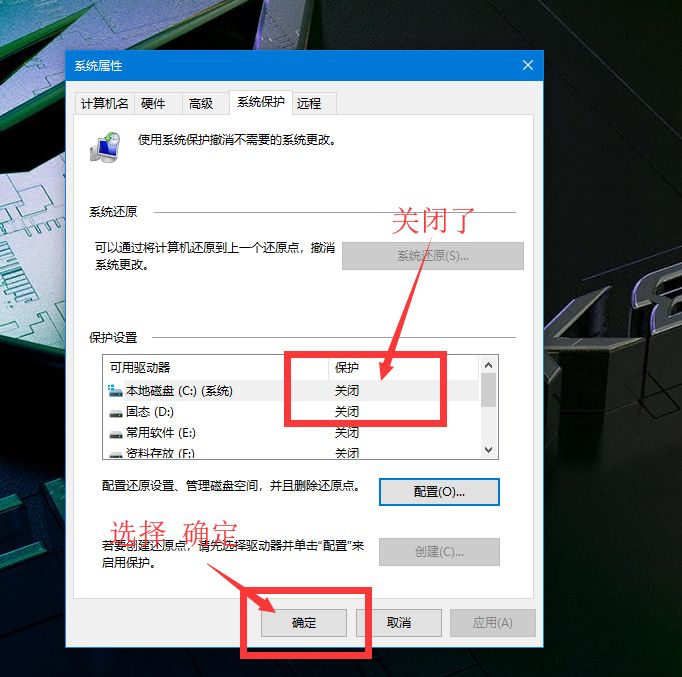 系统属性
计算机名 硬件 高级 系统保护 远程
使用系统保护撤消不需要的系统更改。
关闭了
系统还原
可以通过将计算机还原到上一个还原点，撤消
系统更改。
系统还原(S)...
保护设置
可用驱动器 保护
本地磁盘 (C:) (系统) 关闭
固态 (D:) 关闭
常用软件 (E:) 关闭
资料存放 (F:) 关闭
配置还原设置、管理磁盘空间，并且删除还原点。
配置(O)...
选择 确定
若要创建还原点，请先选择驱动器并单击“配置”来
启用保护。
创建(C)...
确定 取消 应用(A)